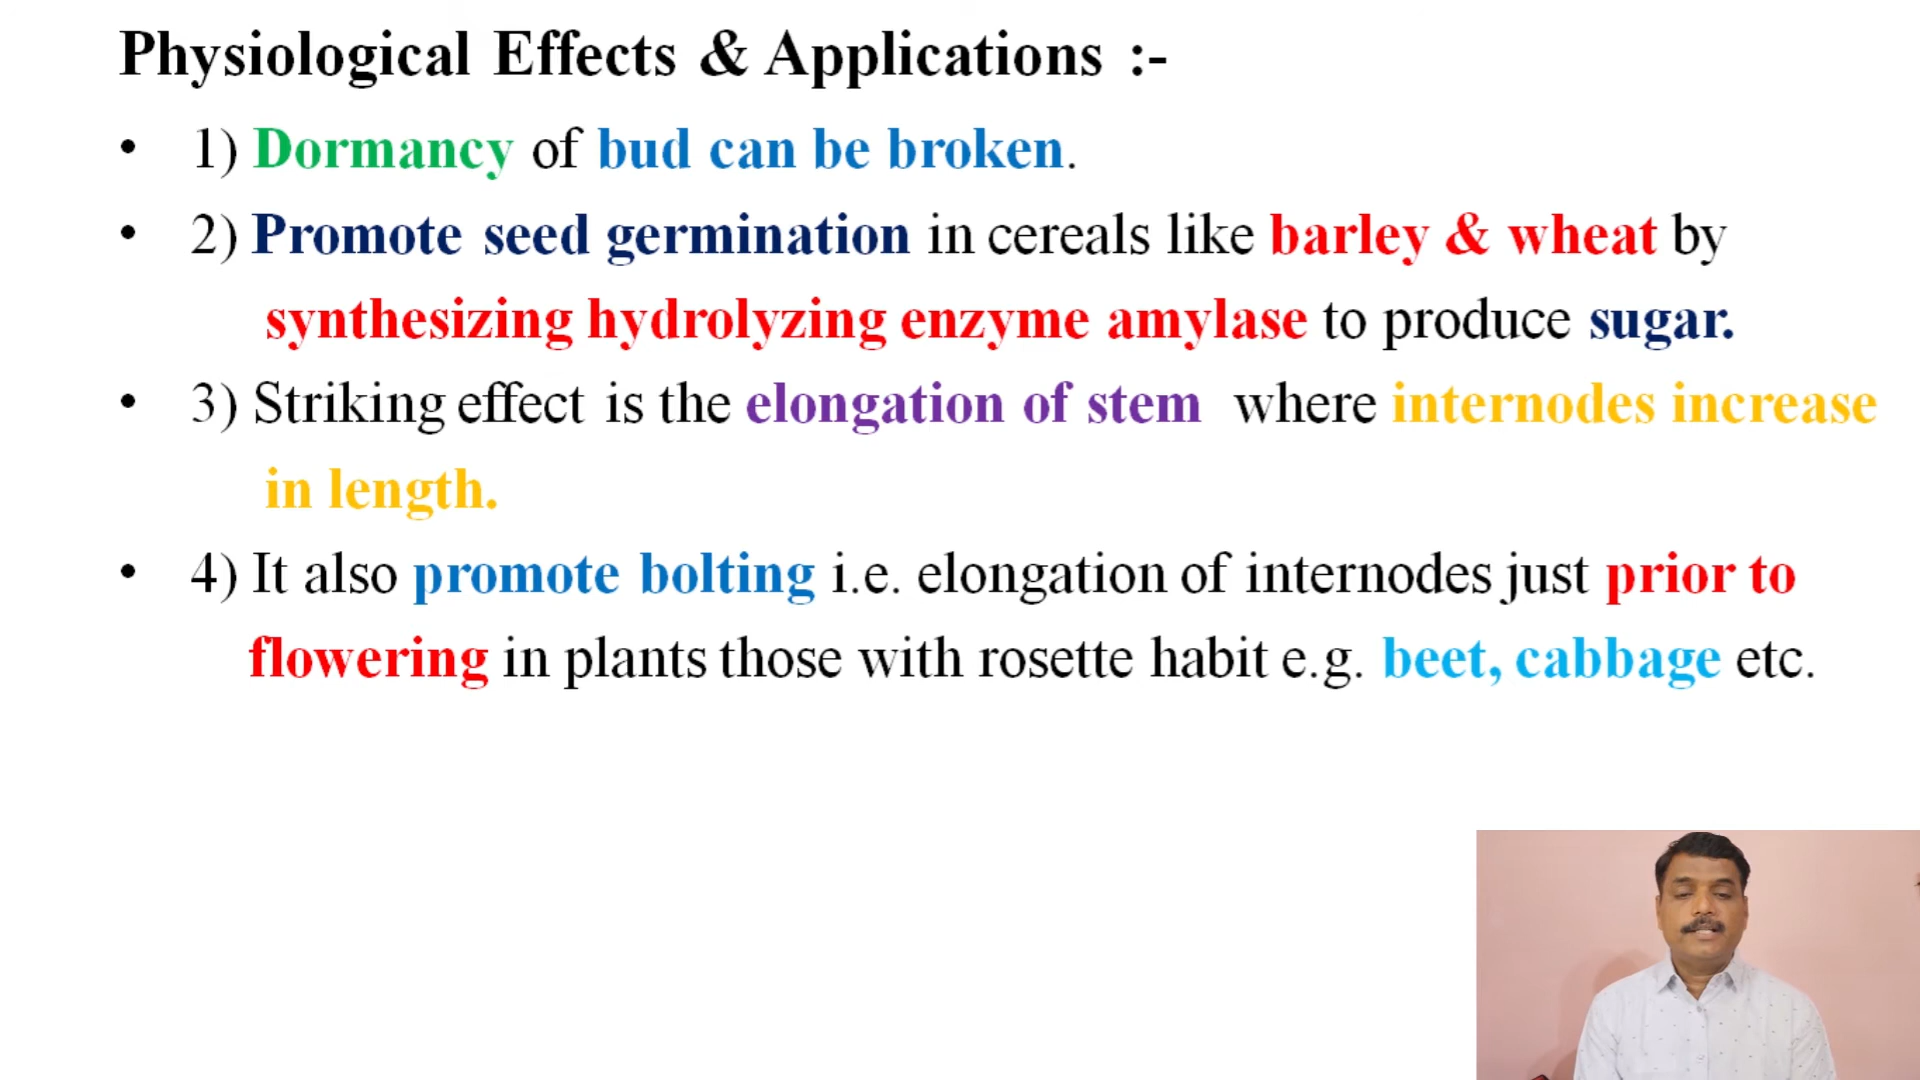 Physiological Effects & Applications :-
• 1) Dormancy of bud can be broken.
• 2) Promote seed germination in cereals like barley & wheat by
synthesizing hydrolyzing enzyme amylase to produce sugar.
• 3) Striking effect is the elongation of stem where internodes increase
in length.
• 4) It also promote bolting i.e. elongation of internodes just prior to
flowering in plants those with rosette habit e.g. beet, cabbage etc.